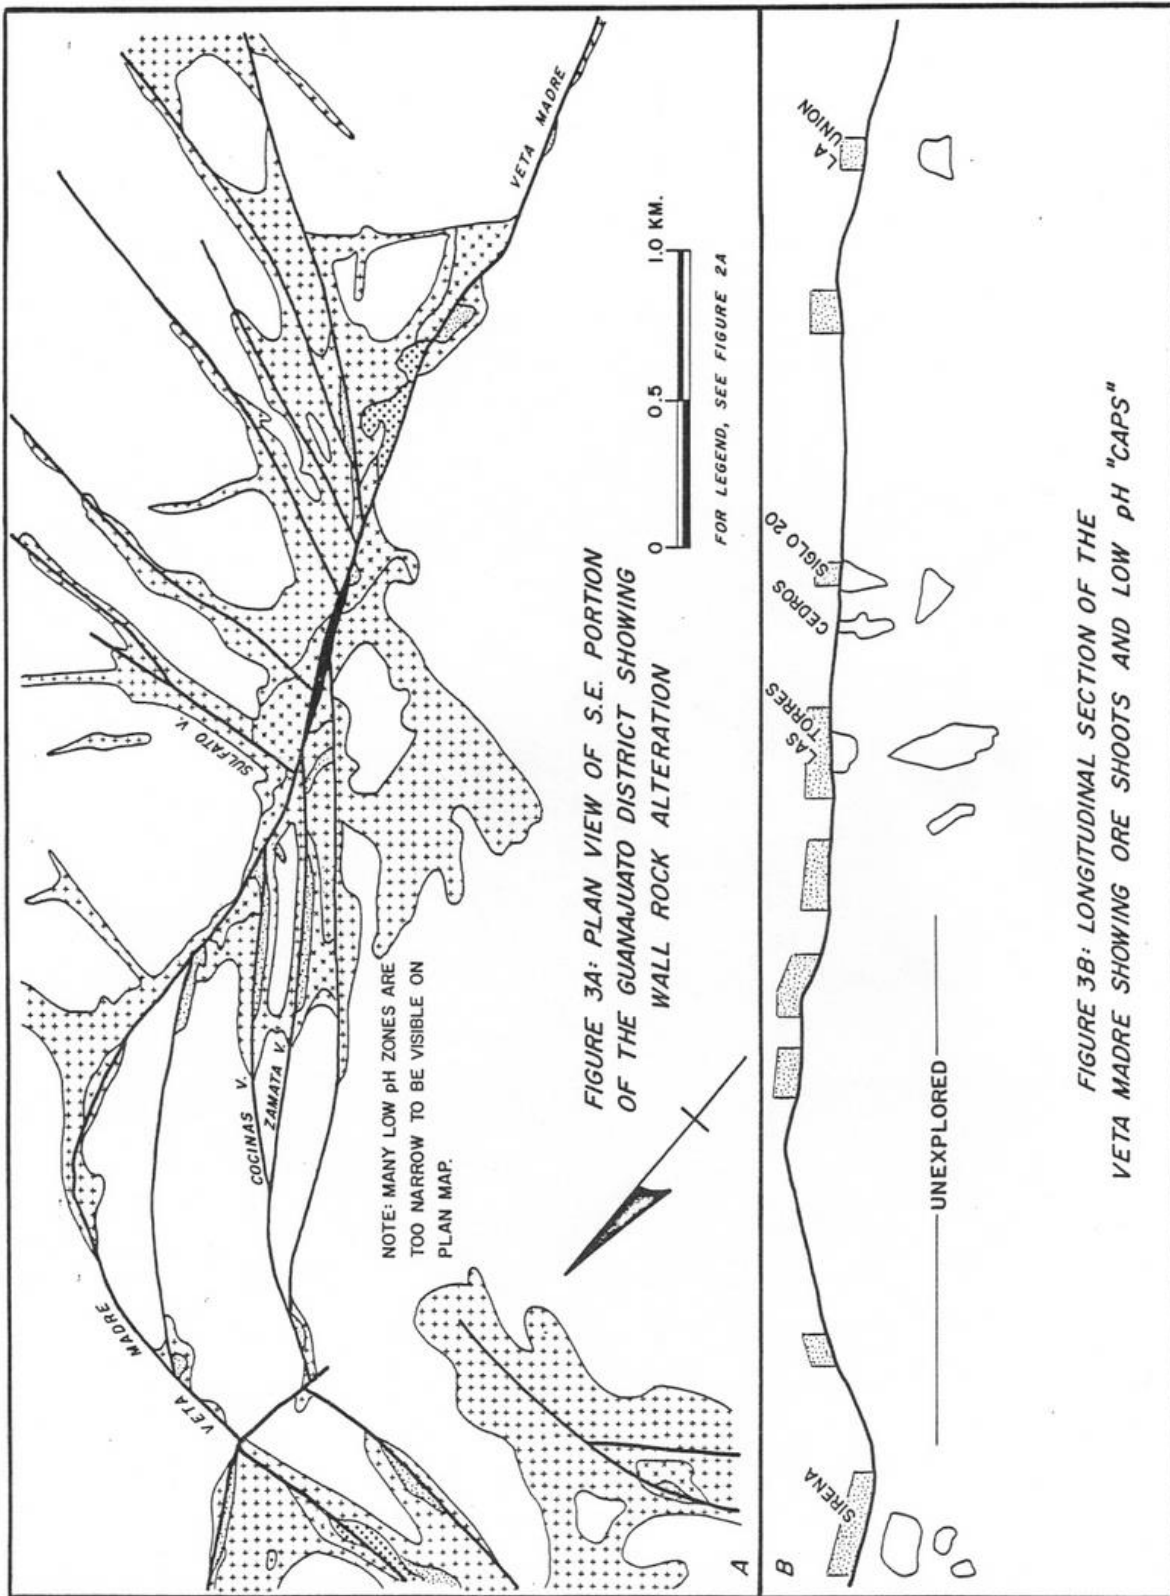 VETA
MADRE
COCINAS V.
ZAMATA V.
SULFATO V.
VETA MADRE
NOTE: MANY LOW pH ZONES ARE
TOO NARROW TO BE VISIBLE ON
PLAN MAP.
FIGURE 3A: PLAN VIEW OF S.E. PORTION
OF THE GUANAJUATO DISTRICT SHOWING
WALL ROCK ALTERATION
0 0.5 1.0 KM.
FOR LEGEND, SEE FIGURE 2A
A
B
SIRENA
LAS
TORRES
CEDROS
SIGLO 20
LA
UNION
UNEXPLORED
FIGURE 3B: LONGITUDINAL SECTION OF THE
VETA MADRE SHOWING ORE SHOOTS AND LOW pH "CAPS"